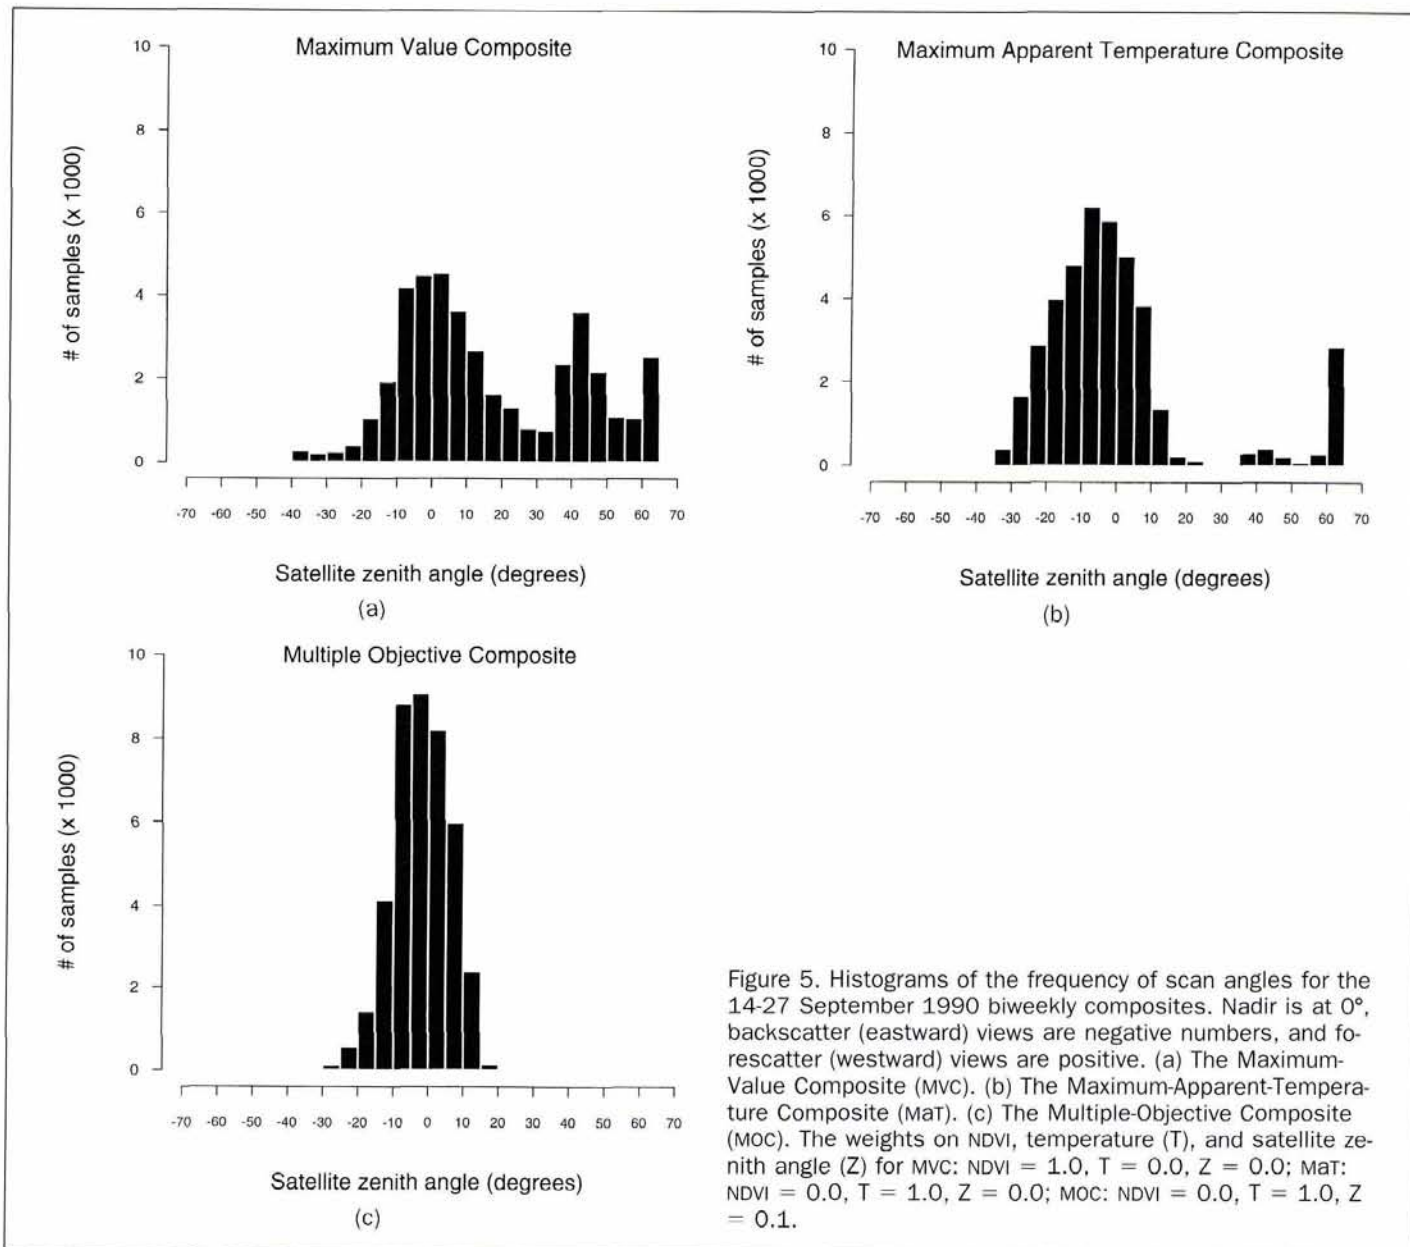 Maximum Value Composite
10
8
6
4
2
0
# of samples (x 1000)
-70 -60 -50 -40 -30 -20 -10 0 10 20 30 40 50 60 70
Satellite zenith angle (degrees)
(a)
Maximum Apparent Temperature Composite
10
8
6
4
2
0
# of samples (x 1000)
-70 -60 -50 -40 -30 -20 -10 0 10 20 30 40 50 60 70
Satellite zenith angle (degrees)
(b)
Multiple Objective Composite
10
8
6
4
2
0
# of samples (x 1000)
-70 -60 -50 -40 -30 -20 -10 0 10 20 30 40 50 60 70
Satellite zenith angle (degrees)
(c)
Figure 5. Histograms of the frequency of scan angles for the
14-27 September 1990 biweekly composites. Nadir is at 0°,
backscatter (eastward) views are negative numbers, and fo-
rescatter (westward) views are positive. (a) The Maximum-
Value Composite (MVC). (b) The Maximum-Apparent-Tempera-
ture Composite (MaT). (c) The Multiple-Objective Composite
(MOC). The weights on NDVI, temperature (T), and satellite ze-
nith angle (Z) for MVC: NDVI = 1.0, T = 0.0, Z = 0.0; MaT:
NDVI = 0.0, T = 1.0, Z = 0.0; MOC: NDVI = 0.0, T = 1.0, Z
= 0.1.